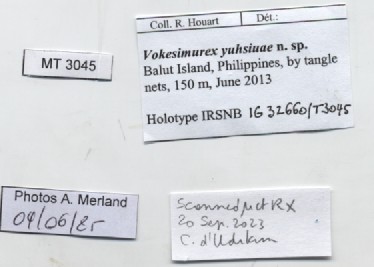 Coll. R. Houart Dét.:
Vokesimurex yuhsiuae n. sp.
Balut Island, Philippines, by tangle
nets, 150 m, June 2013
Holotype IRSNB IG 32660/T3045
MT 3045
Photos A. Merland
04/06/25
Scanned μct RX
20 Sep. 2023
C. d'Udekem